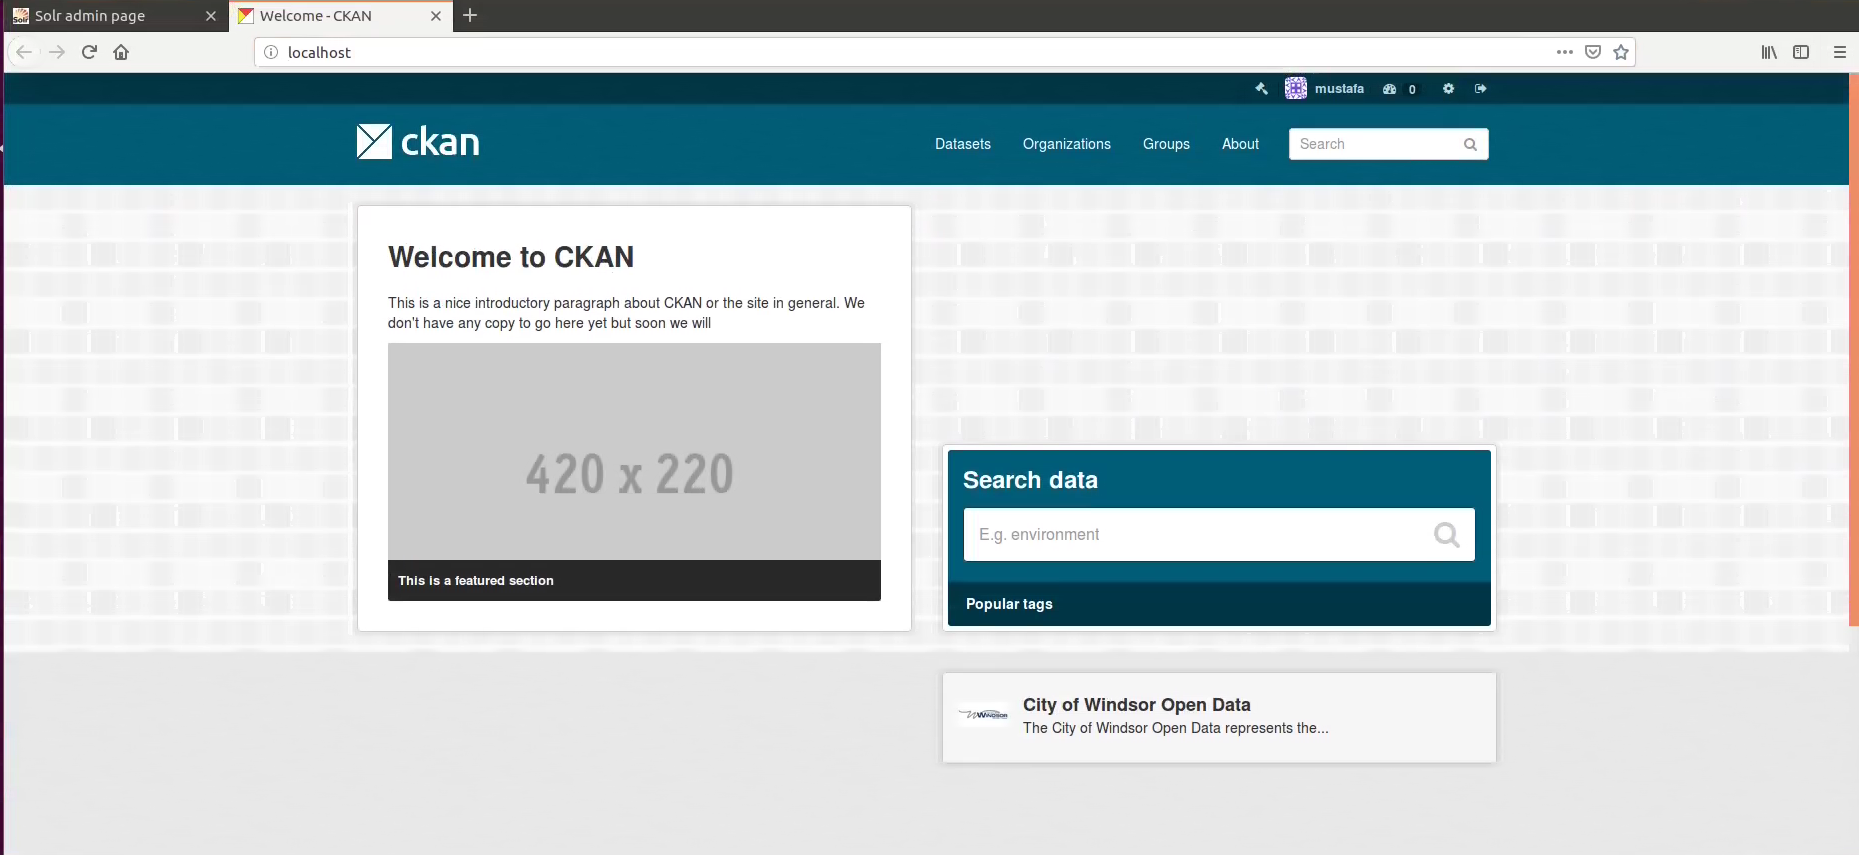 Solr admin page
Welcome - CKAN
localhost
mustafa
0
ckan
Datasets
Organizations
Groups
About
Search
Welcome to CKAN
This is a nice introductory paragraph about CKAN or the site in general. We
don't have any copy to go here yet but soon we will
420 x 220
This is a featured section
Search data
E.g. environment
Popular tags
WINDSOR
City of Windsor Open Data
The City of Windsor Open Data represents the...